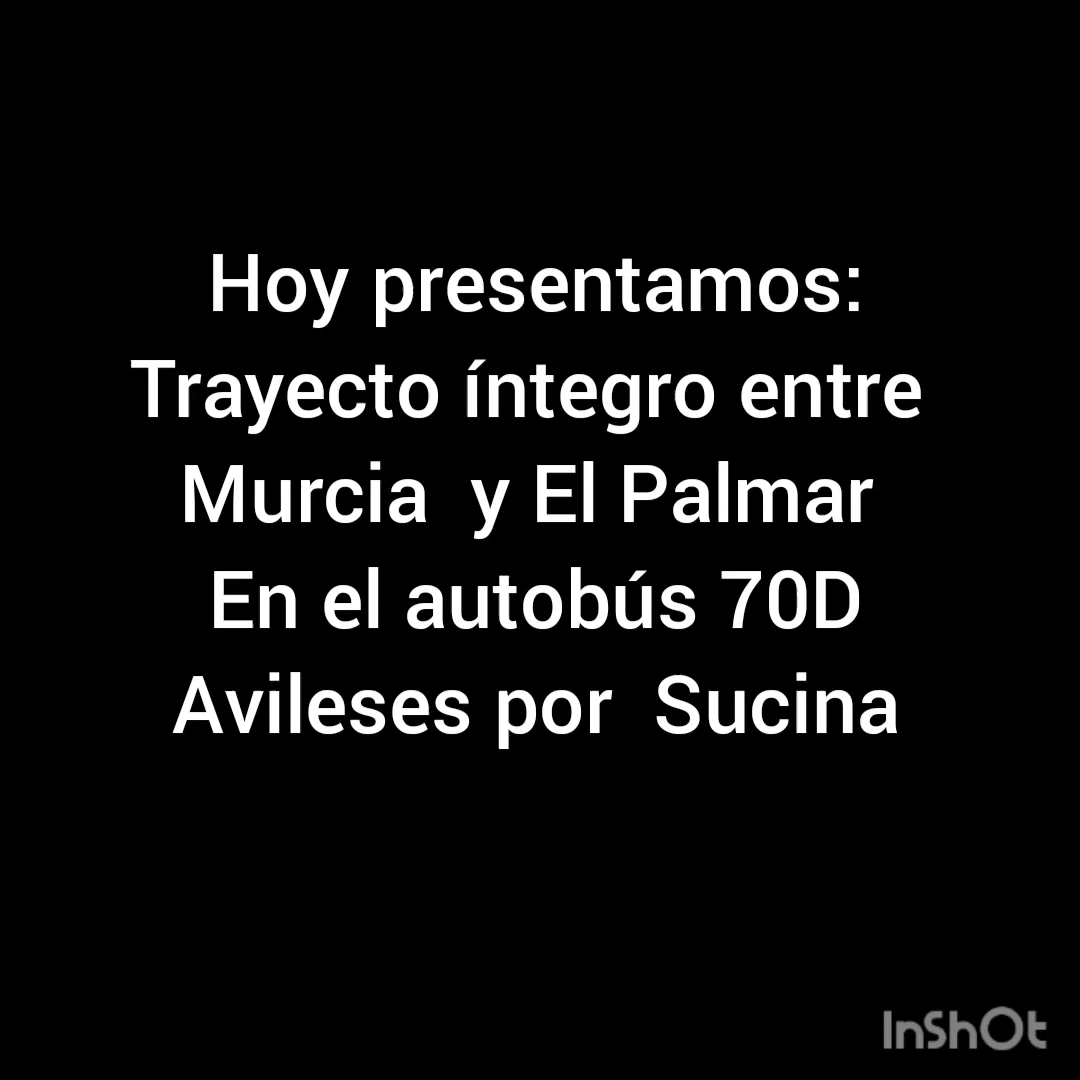 Hoy presentamos:
Trayecto íntegro entre
Murcia  y El Palmar
En el autobús 70D
Avileses por  Sucina
InShOt